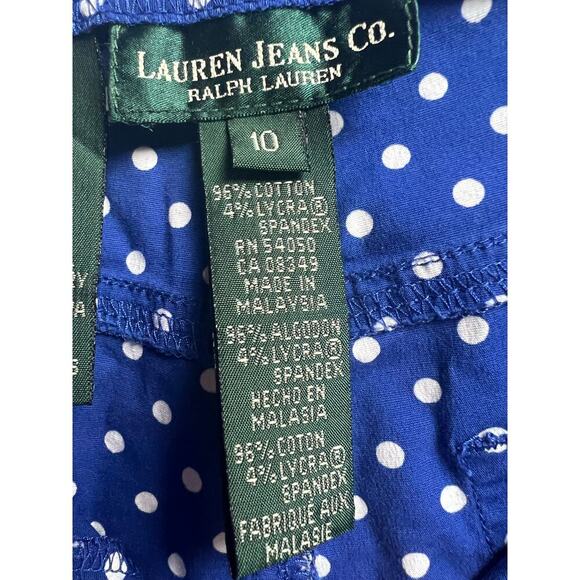 LAUREN JEANS CO.
RALPH LAUREN
10
96% COTTON
4% LYCRA®
SPANDEX
RN 54050
CA 08349
MADE IN
MALAYSIA
96% ALGODON
4% LYCRA®
SPANDEX
HECHO EN
MALASIA
96% COTON
4% LYCRA®
SPANDEX
FABRIQUÉ AUX
MALASIE